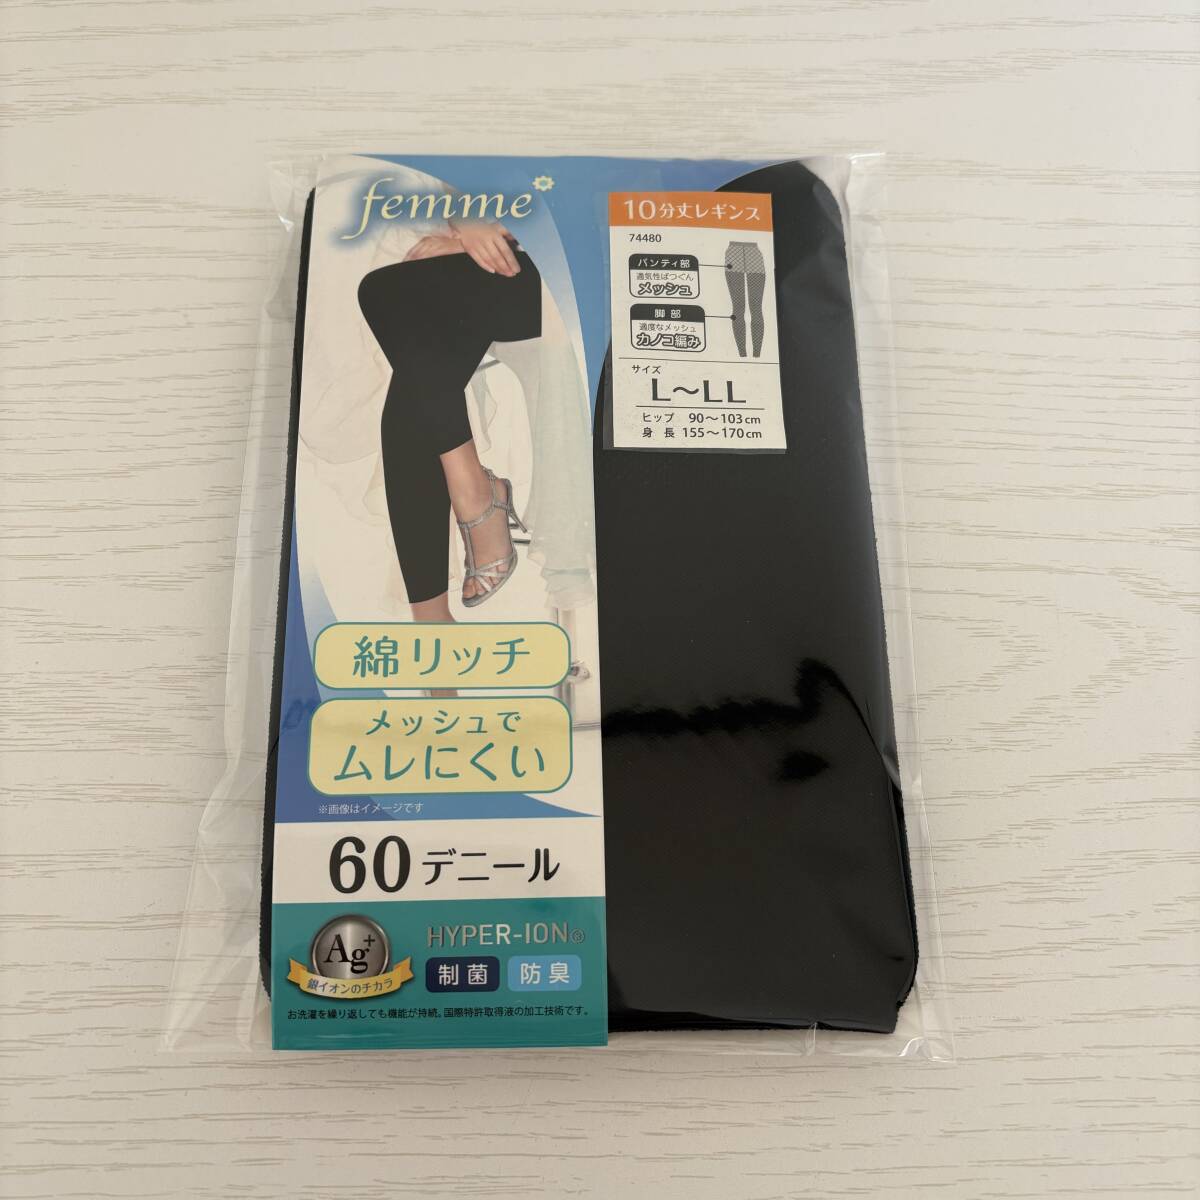 femme
10分丈レギンス
74480
パンティ部
通気性ばつぐん
メッシュ
脚部
適度なメッシュ
カノコ編み
サイズ
L〜LL
ヒップ 90〜103cm
身長 155〜170cm
綿リッチ
メッシュで
ムレにくい
※画像はイメージです
60デニール
Ag+
銀イオンのチカラ
HYPER-ION®
制菌 防臭
お洗濯を繰り返しても機能が持続。国際特許取得液の加工技術です。